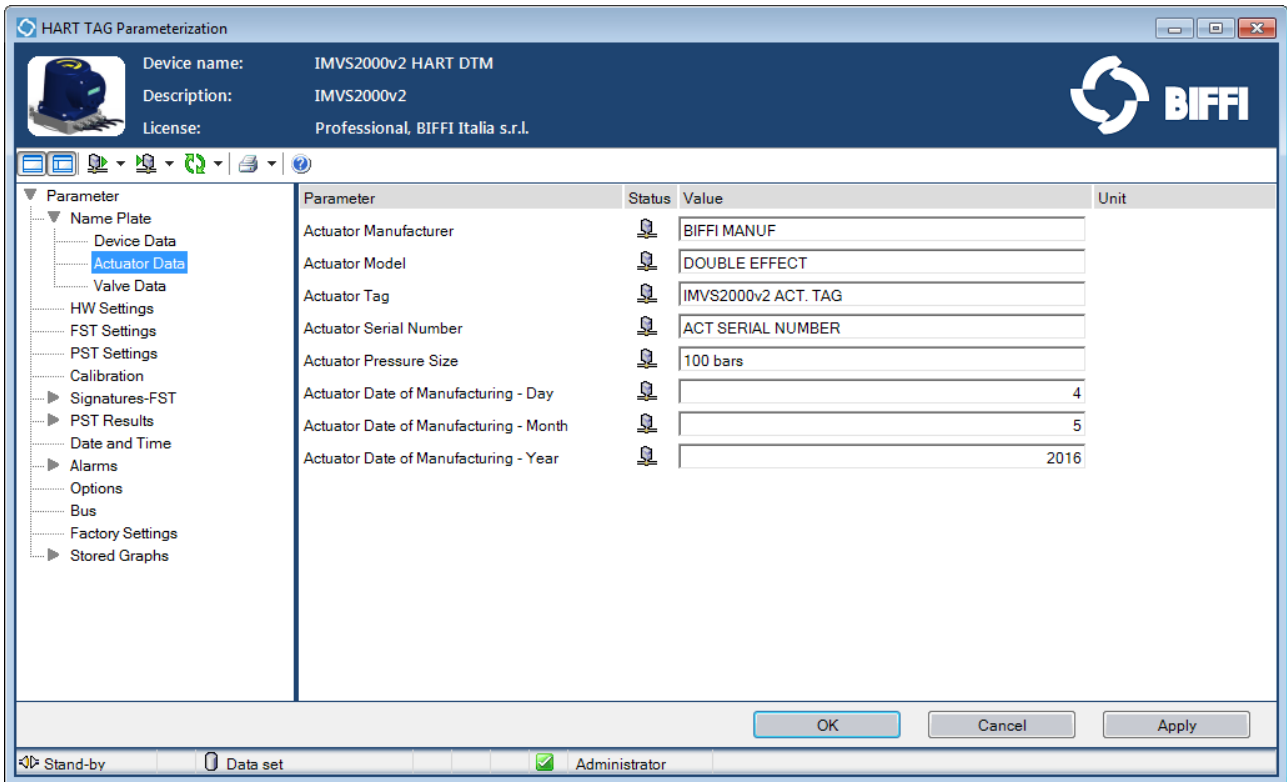 HART TAG Parameterization
Device name: IMVS2000v2 HART DTM
Description: IMVS2000v2
License: Professional, BIFFI Italia s.r.l.
BIFFI
Parameter
Name Plate
Device Data
Actuator Data
Valve Data
HW Settings
FST Settings
PST Settings
Calibration
Signatures-FST
PST Results
Date and Time
Alarms
Options
Bus
Factory Settings
Stored Graphs
Parameter Status Value Unit
Actuator Manufacturer BIFFI MANUF
Actuator Model DOUBLE EFFECT
Actuator Tag IMVS2000v2 ACT. TAG
Actuator Serial Number ACT SERIAL NUMBER
Actuator Pressure Size 100 bars
Actuator Date of Manufacturing - Day 4
Actuator Date of Manufacturing - Month 5
Actuator Date of Manufacturing - Year 2016
OK Cancel Apply
Stand-by Data set Administrator